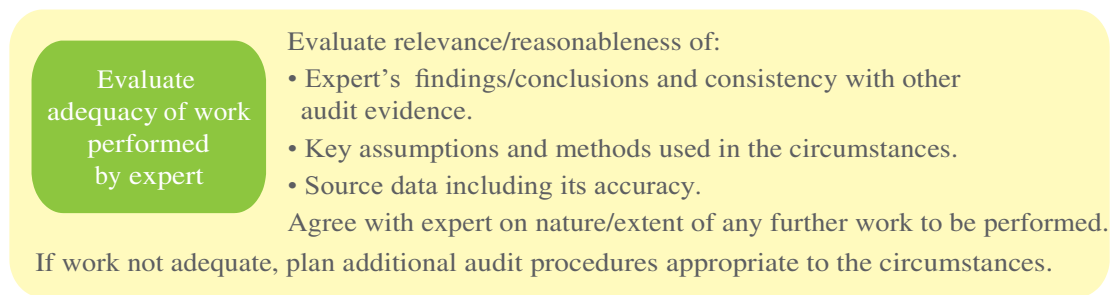 Evaluate
adequacy of work
performed
by expert
Evaluate relevance/reasonableness of:
• Expert’s findings/conclusions and consistency with other
audit evidence.
• Key assumptions and methods used in the circumstances.
• Source data including its accuracy.
Agree with expert on nature/extent of any further work to be performed.
If work not adequate, plan additional audit procedures appropriate to the circumstances.